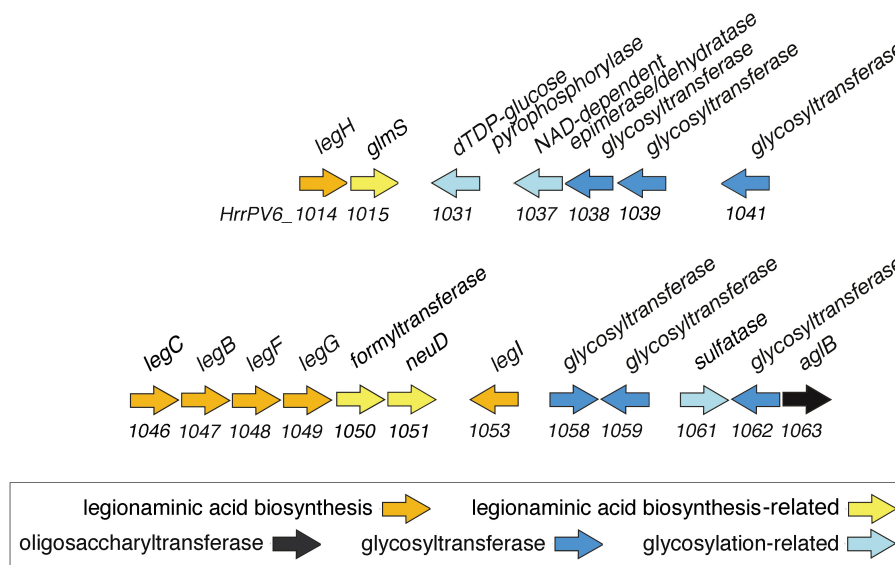 legH
glmS
dTDP-glucose
pyrophosphorylase
NAD-dependent
epimerase/dehydratase
glycosyltransferase
glycosyltransferase
glycosyltransferase
HrrPV6_1014 1015 1031 1037 1038 1039 1041
legC
legB
legF
legG
formyltransferase
neuD
legI
glycosyltransferase
glycosyltransferase
sulfatase
glycosyltransferase
aglB
1046 1047 1048 1049 1050 1051 1053 1058 1059 1061 1062 1063
legionaminic acid biosynthesis legionaminic acid biosynthesis-related
oligosaccharyltransferase glycosyltransferase glycosylation-related